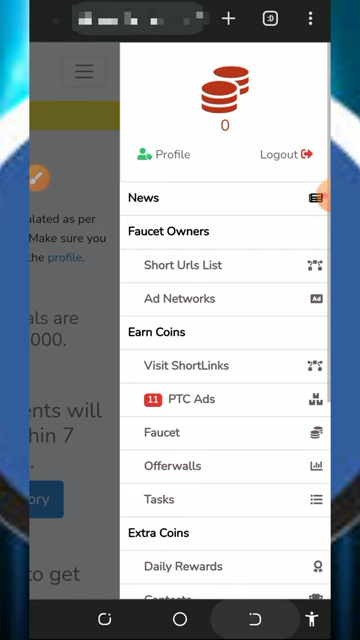 :D
0
Profile
Logout
News
Faucet Owners
Short Urls List
Ad Networks
Ad
Earn Coins
Visit ShortLinks
11 PTC Ads
Faucet
Offerwalls
Tasks
Extra Coins
Daily Rewards
ulated as per
Make sure you
the profile.
als are
000.
ents will
hin 7
ory
to get